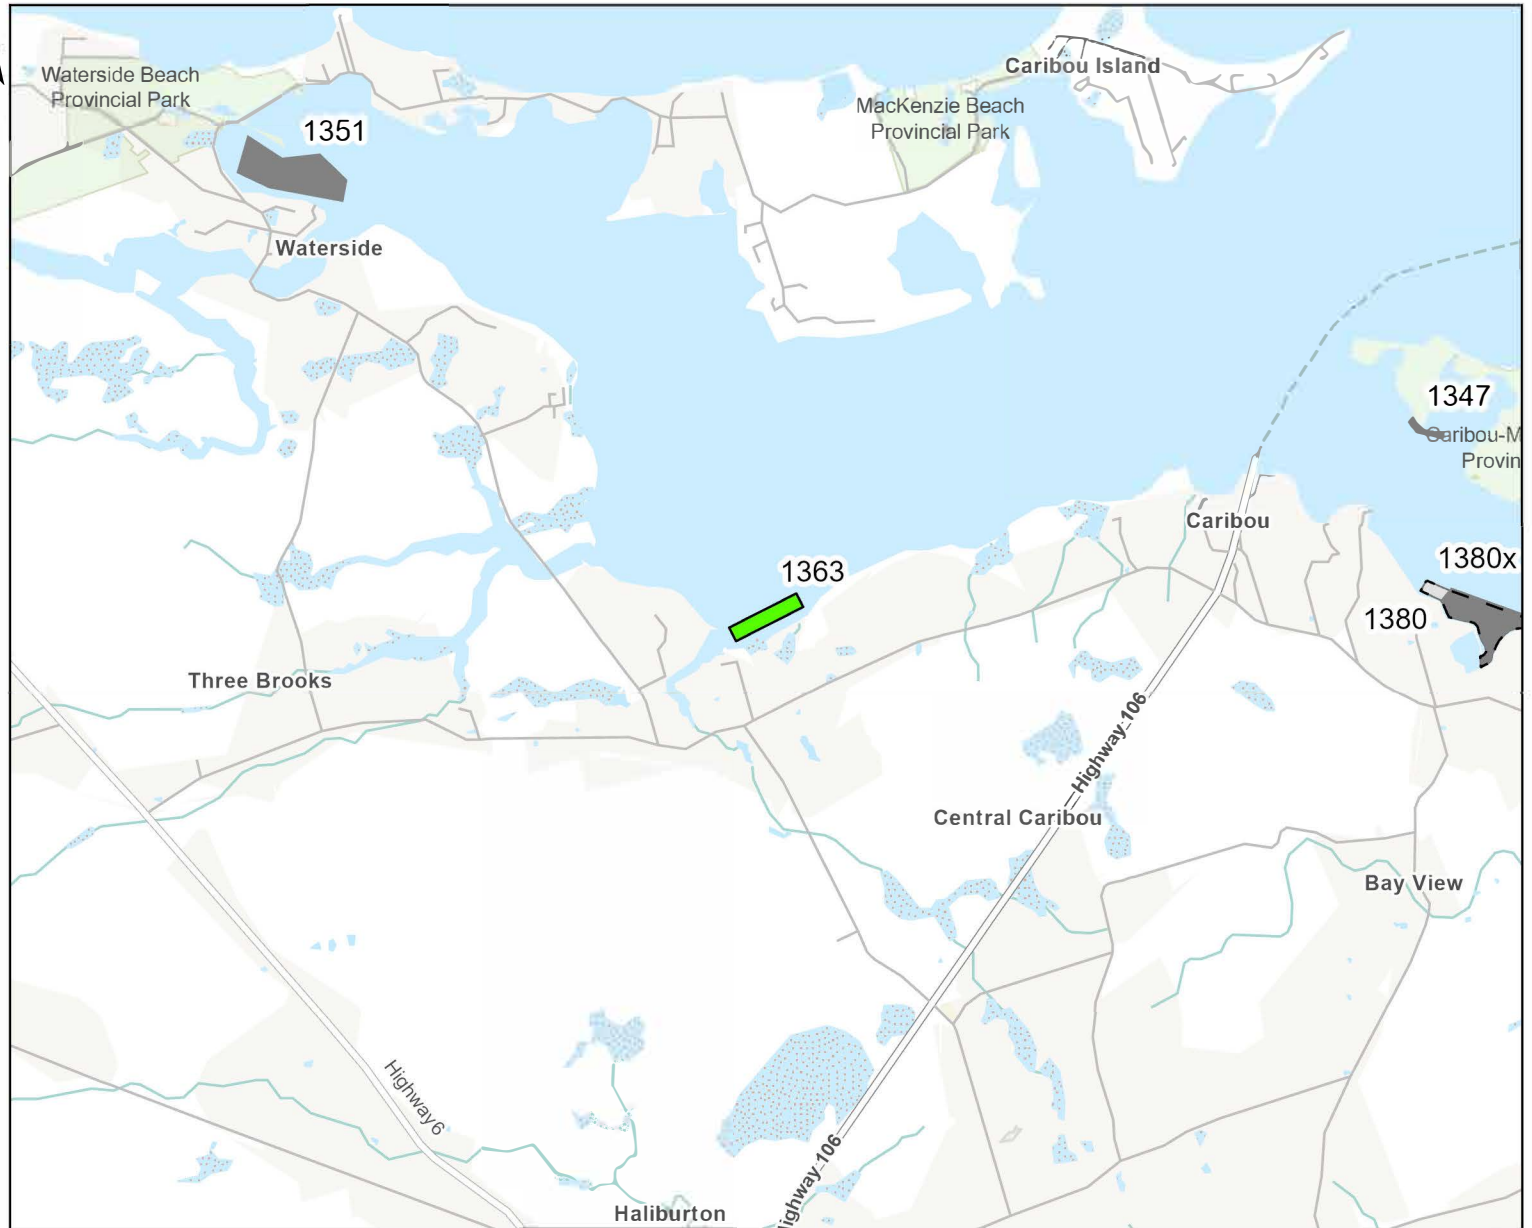 Caribou Island
Waterside Beach
Provincial Park
MacKenzie Beach
Provincial Park
1351
Waterside
1347
Caribou-M
Provin
Caribou
1380x
1363
1380
Three Brooks
Highway 106
Central Caribou
Bay View
Highway6
Highway 106
Haliburton